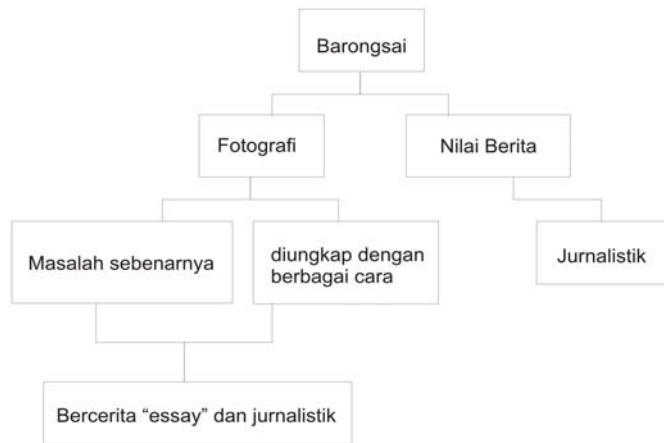 Barongsai
Fotografi
Nilai Berita
Masalah sebenarnya
diungkap dengan
berbagai cara
Jurnalistik
Bercerita “essay” dan jurnalistik